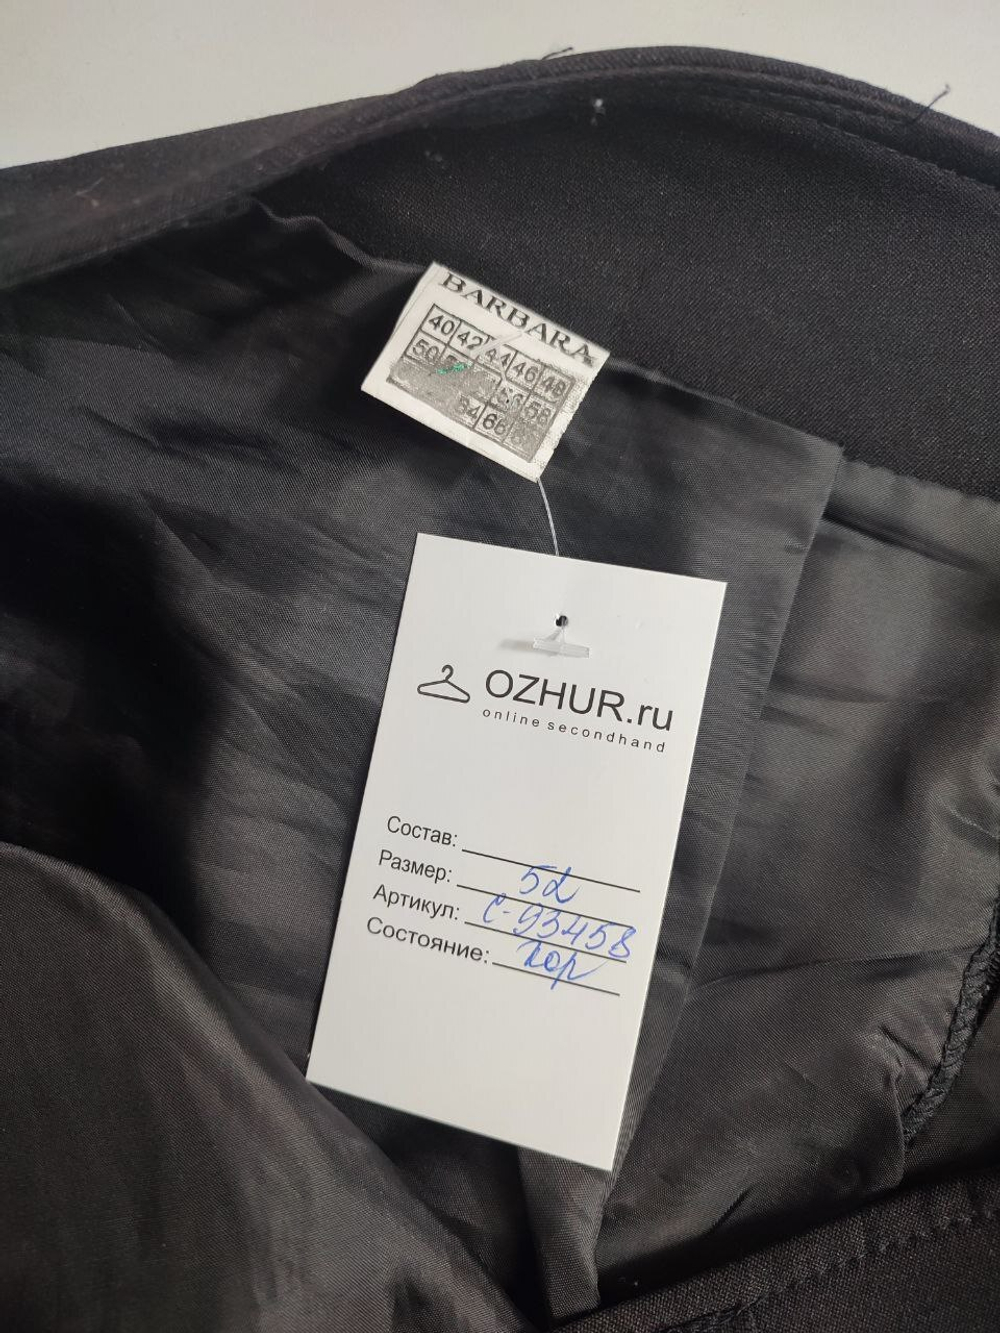 BARBARA
40 42 44 46 48
50 56 58
64 66
OZHUR.ru
online secondhand
Состав:
Размер: 52
Артикул: С-93458
Состояние: хор